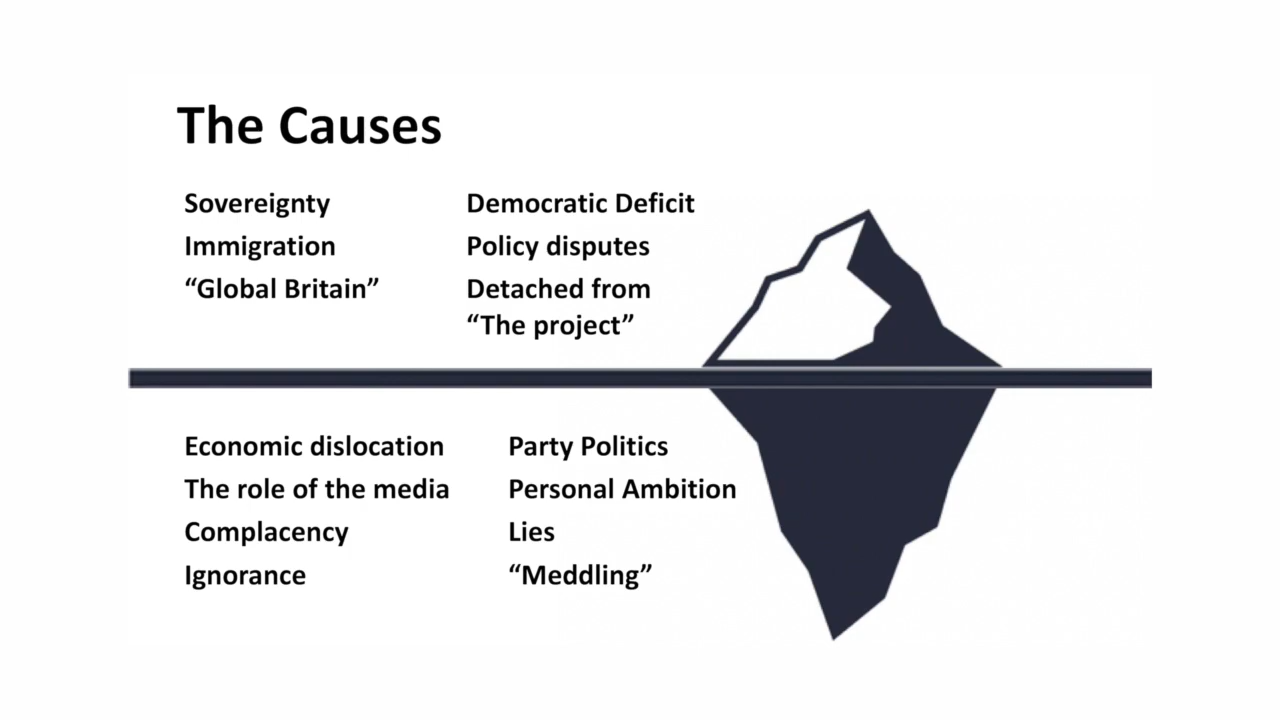 The Causes
Sovereignty
Immigration
“Global Britain”
Democratic Deficit
Policy disputes
Detached from
“The project”
Economic dislocation
The role of the media
Complacency
Ignorance
Party Politics
Personal Ambition
Lies
“Meddling”